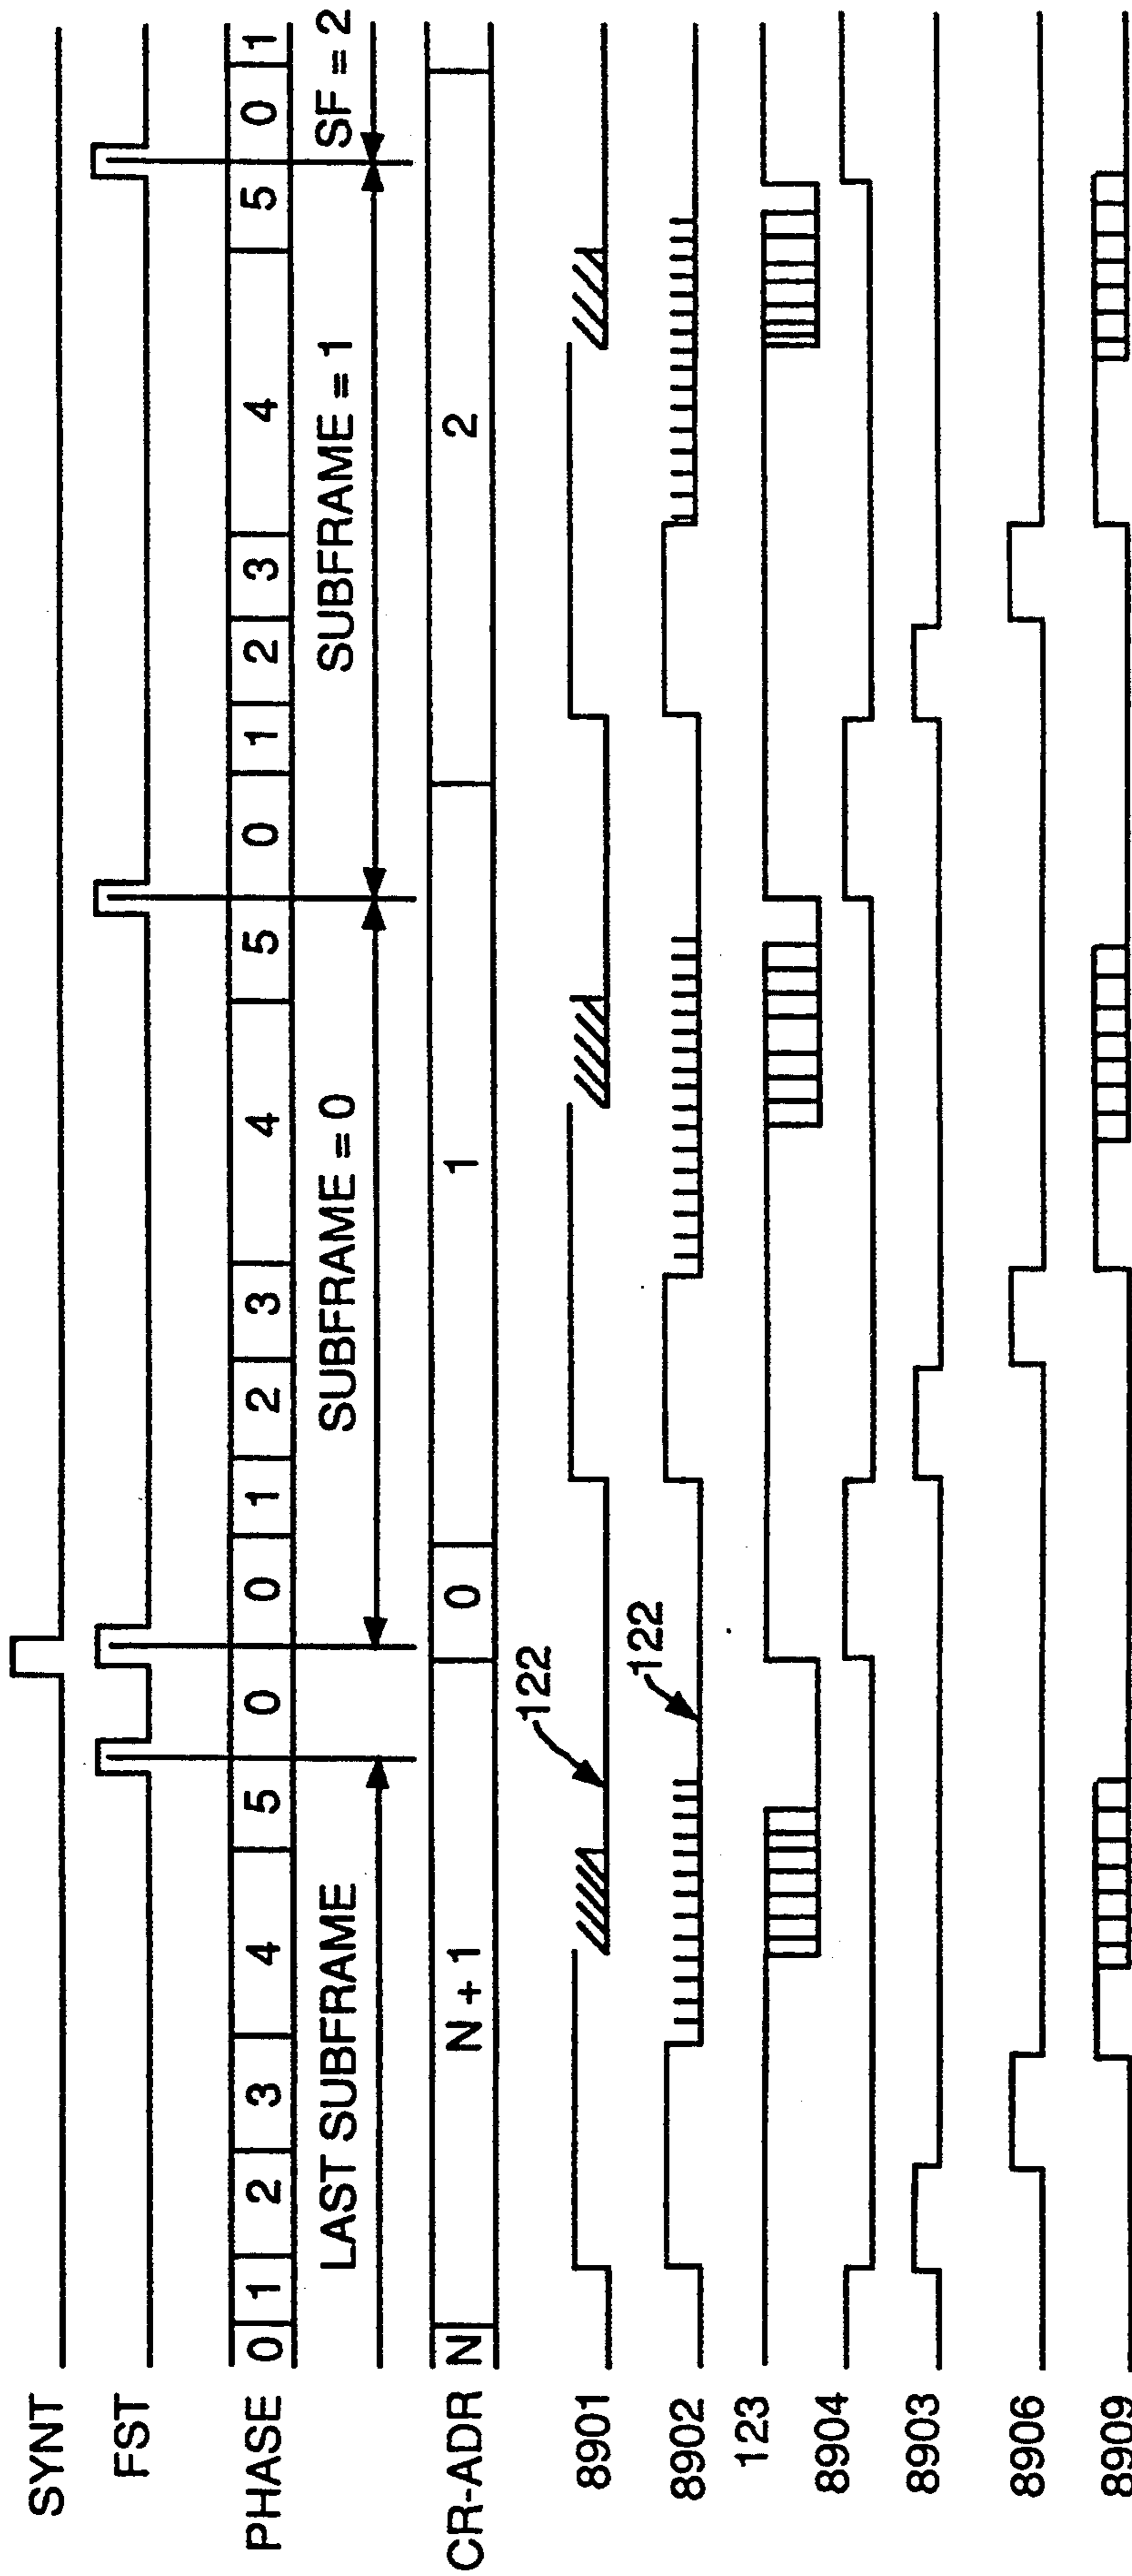 SYNT
FST
PHASE 0 1 2 3 4 5 0 0 1 2 3 4 5 0 1 2 3 4 5 0 1
LAST SUBFRAME SUBFRAME = 0 SUBFRAME = 1 SF = 2
CR-ADR N N + 1 0 1 2
8901 122
8902 122
123
8904
8903
8906
8909